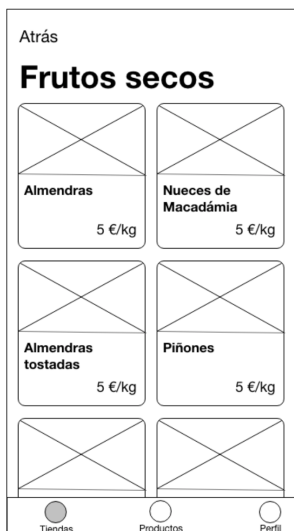 Atrás
Frutos secos
Almendras
5 €/kg
Nueces de
Macadámia
5 €/kg
Almendras
tostadas
5 €/kg
Piñones
5 €/kg
Tiendas
Productos
Perfil